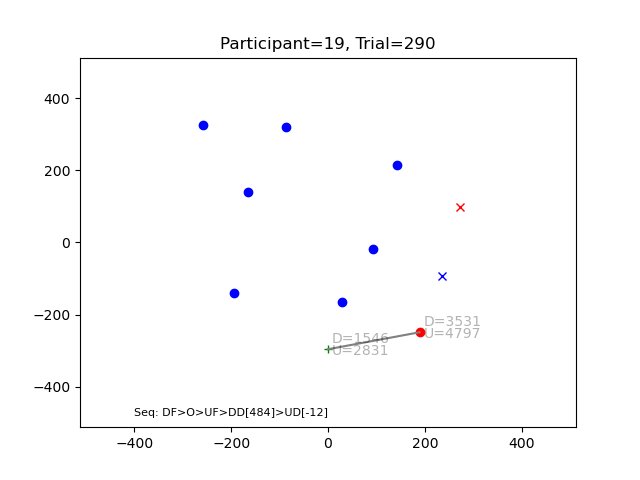 Participant=19, Trial=290
400
200
0
−200
−400
D=3531
U=4797
D=1546
U=2831
Seq: DF>O>UF>DD[484]>UD[-12]
−400 −200 0 200 400